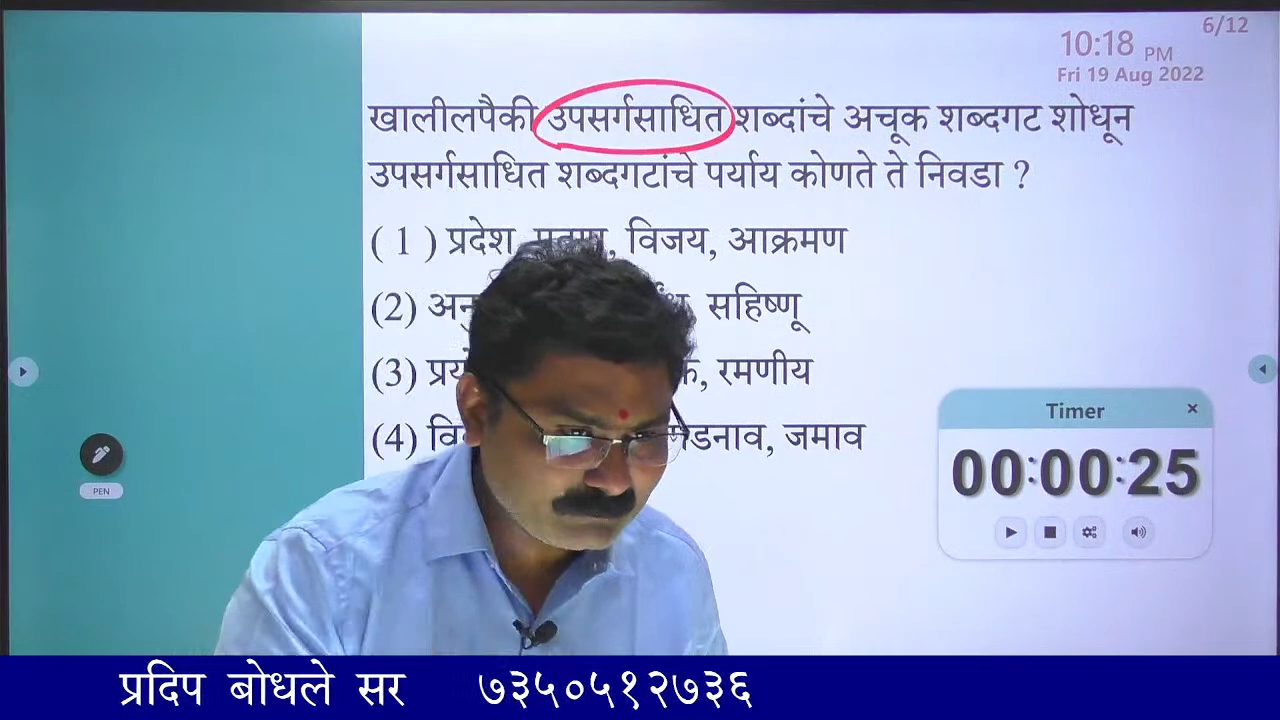 6/12
10:18 PM
Fri 19 Aug 2022
खालीलपैकी उपसर्गसाधित शब्दांचे अचूक शब्दगट शोधून
उपसर्गसाधित शब्दगटांचे पर्याय कोणते ते निवडा ?
( 1 ) प्रदेश, विजय, आक्रमण
(2) सहिष्णू
(3) रमणीय
(4) जमाव
Timer ×
00:00:25
PEN
प्रदिप बोधले सर ७३५०५१२७३६